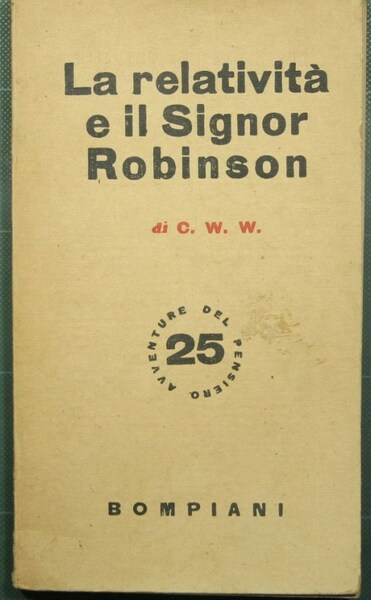 La relatività
e il Signor
Robinson
di C. W. W.
AVVENTURE DEL PENSIERO.
25
BOMPIANI